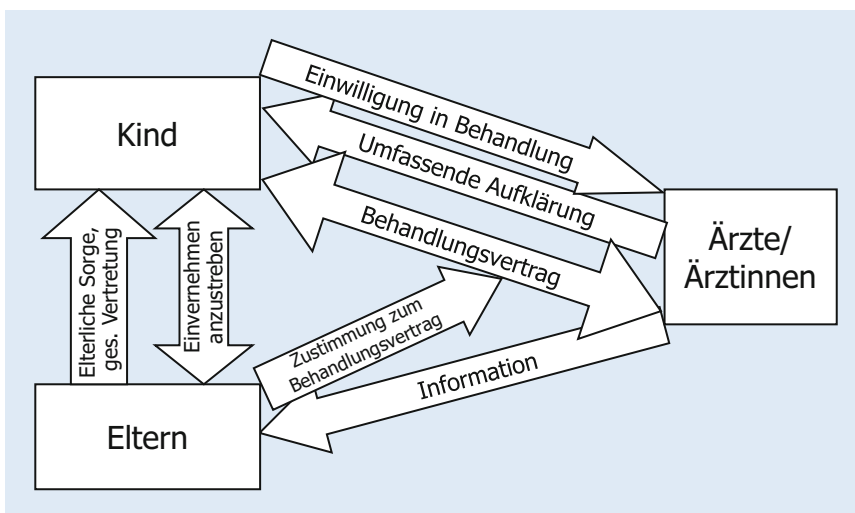 Einwilligung in Behandlung
Kind
Umfassende Aufklärung
Behandlungsvertrag
Ärzte/
Ärztinnen
Elterliche Sorge,
ges. Vertretung
Einvernehmen
anzustreben
Zustimmung zum
Behandlungsvertrag
Information
Eltern